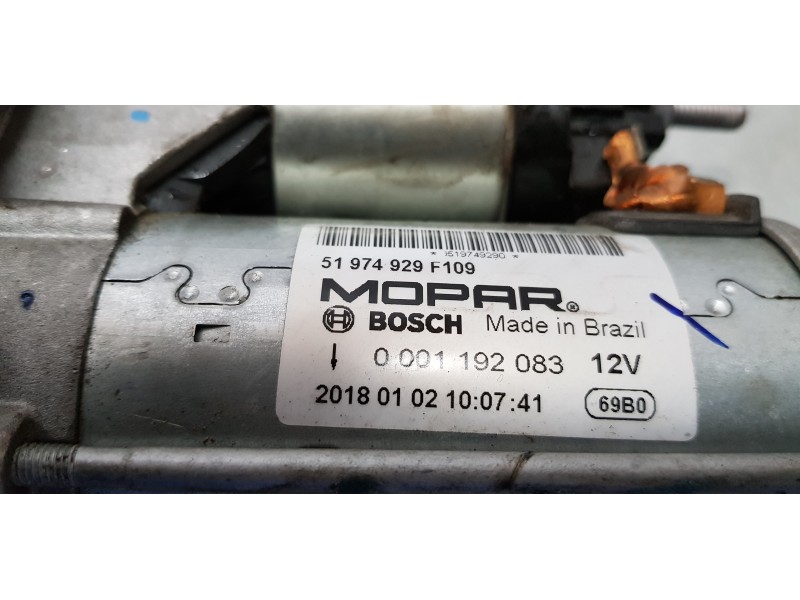 * I519749290 *
51 974 929 F109
MOPAR®
BOSCH Made in Brazil
0 001 192 083 12V
2018 01 02 10:07:41 69B0